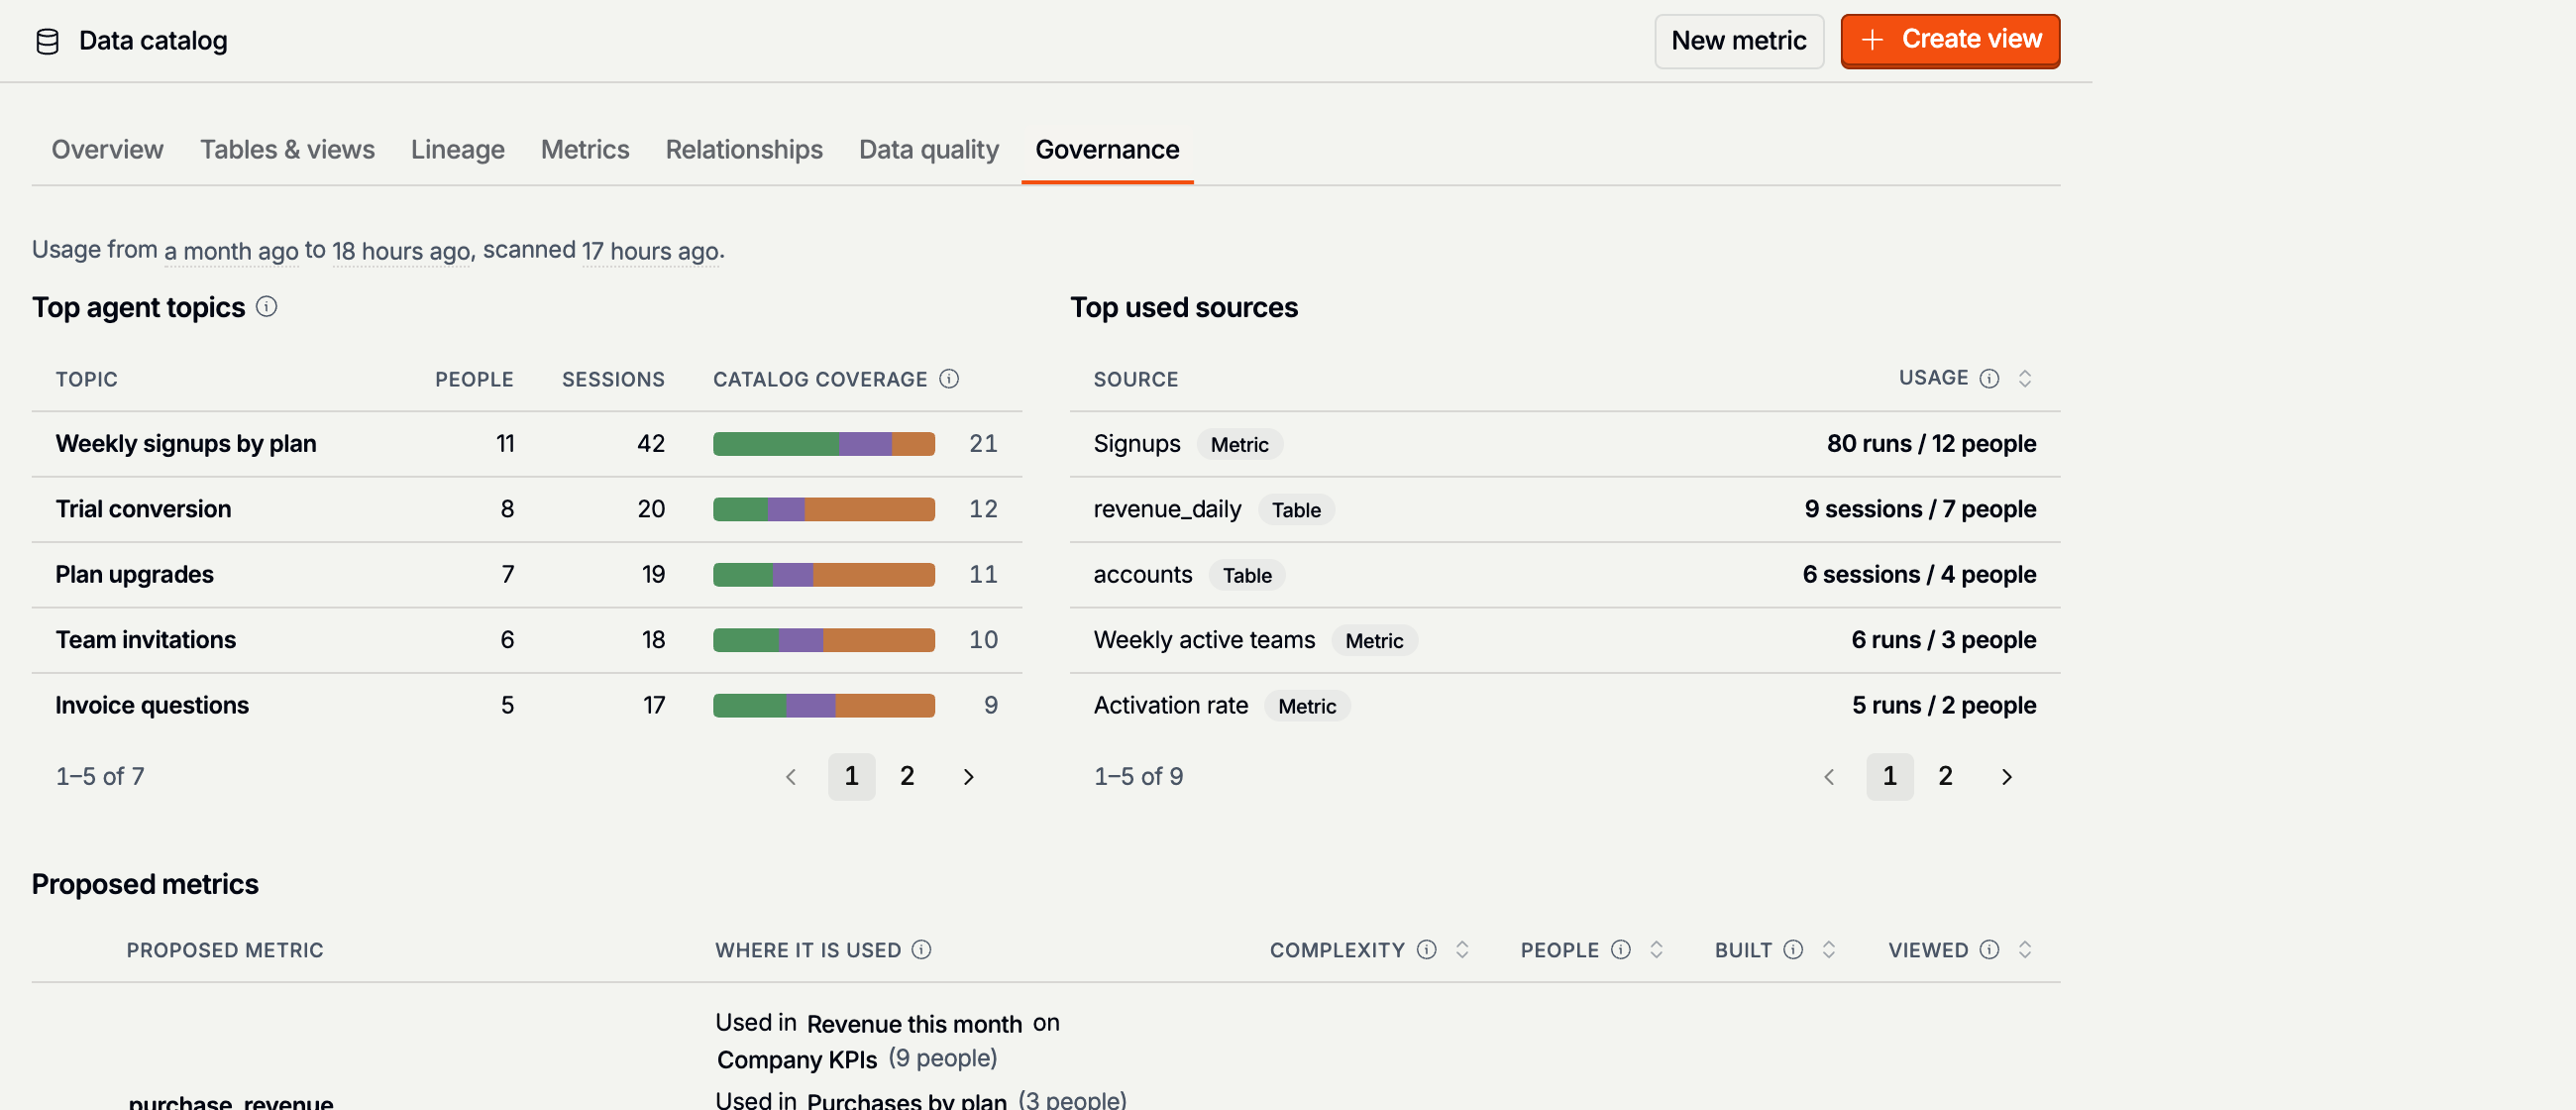 Data catalog
New metric
Create view
Overview Tables & views Lineage Metrics Relationships Data quality Governance
Usage from a month ago to 18 hours ago, scanned 17 hours ago.
Top agent topics
TOPIC PEOPLE SESSIONS CATALOG COVERAGE
Weekly signups by plan 11 42 21
Trial conversion 8 20 12
Plan upgrades 7 19 11
Team invitations 6 18 10
Invoice questions 5 17 9
1–5 of 7 1 2
Top used sources
SOURCE USAGE
Signups Metric 80 runs / 12 people
revenue_daily Table 9 sessions / 7 people
accounts Table 6 sessions / 4 people
Weekly active teams Metric 6 runs / 3 people
Activation rate Metric 5 runs / 2 people
1–5 of 9 1 2
Proposed metrics
PROPOSED METRIC WHERE IT IS USED COMPLEXITY PEOPLE BUILT VIEWED
Used in Revenue this month on
Company KPIs (9 people)
purchase_revenue
Used in Purchases by plan (3 people)